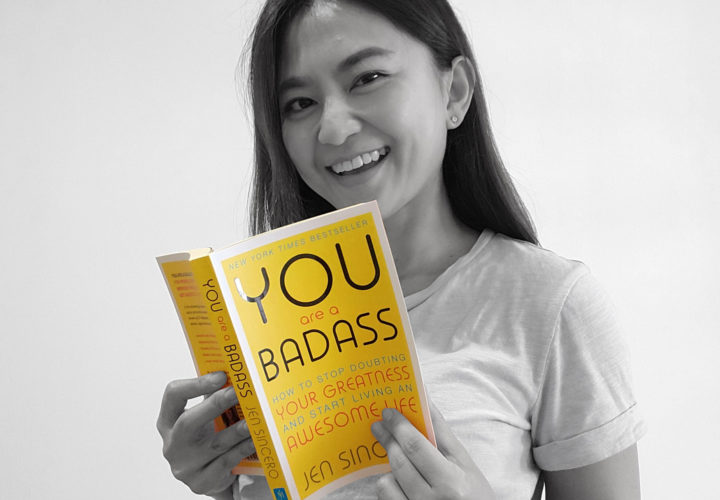 NEW YORK TIMES BESTSELLER
YOU
are a
BADASS
HOW TO STOP DOUBTING
YOUR GREATNESS
AND START LIVING AN
AWESOME LIFE
JEN SINC
YOU are a BADASS JEN SINCERO